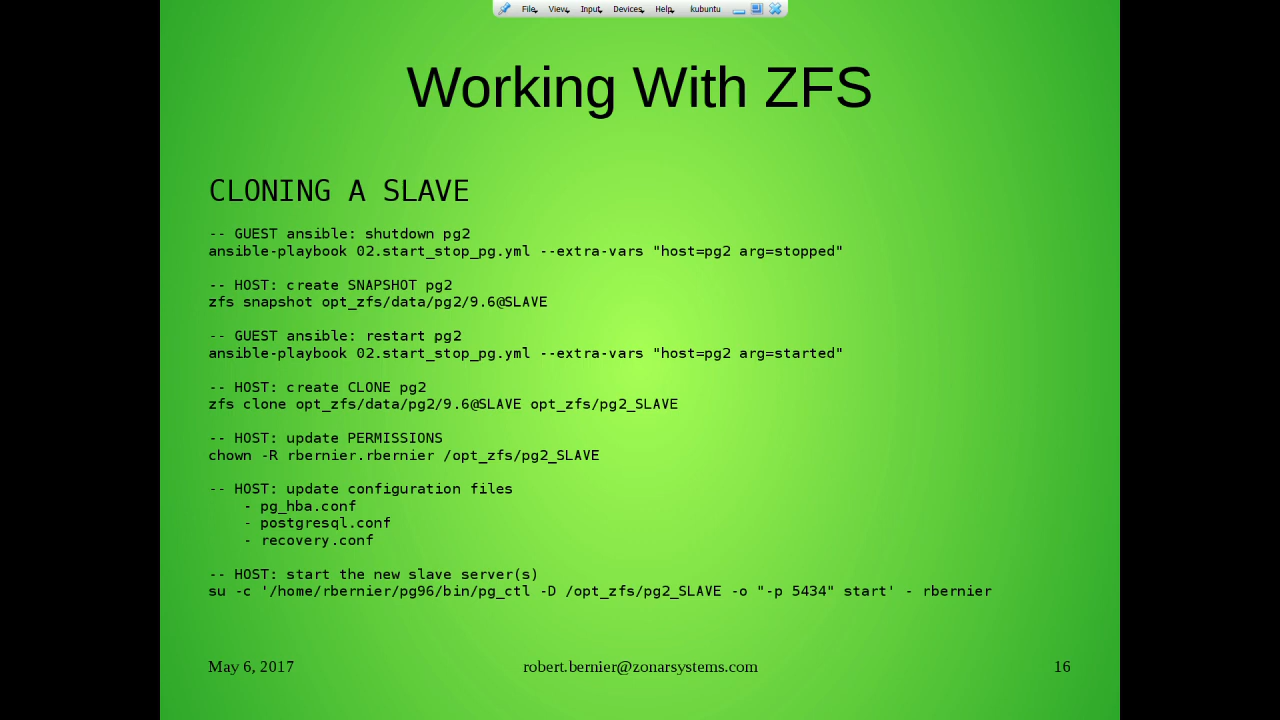 File View Input Devices Help kubuntu
Working With ZFS
CLONING A SLAVE
-- GUEST ansible: shutdown pg2
ansible-playbook 02.start_stop_pg.yml --extra-vars "host=pg2 arg=stopped"
-- HOST: create SNAPSHOT pg2
zfs snapshot opt_zfs/data/pg2/9.6@SLAVE
-- GUEST ansible: restart pg2
ansible-playbook 02.start_stop_pg.yml --extra-vars "host=pg2 arg=started"
-- HOST: create CLONE pg2
zfs clone opt_zfs/data/pg2/9.6@SLAVE opt_zfs/pg2_SLAVE
-- HOST: update PERMISSIONS
chown -R rbernier.rbernier /opt_zfs/pg2_SLAVE
-- HOST: update configuration files
- pg_hba.conf
- postgresql.conf
- recovery.conf
-- HOST: start the new slave server(s)
su -c '/home/rbernier/pg96/bin/pg_ctl -D /opt_zfs/pg2_SLAVE -o "-p 5434" start' - rbernier
May 6, 2017 robert.bernier@zonarsystems.com 16